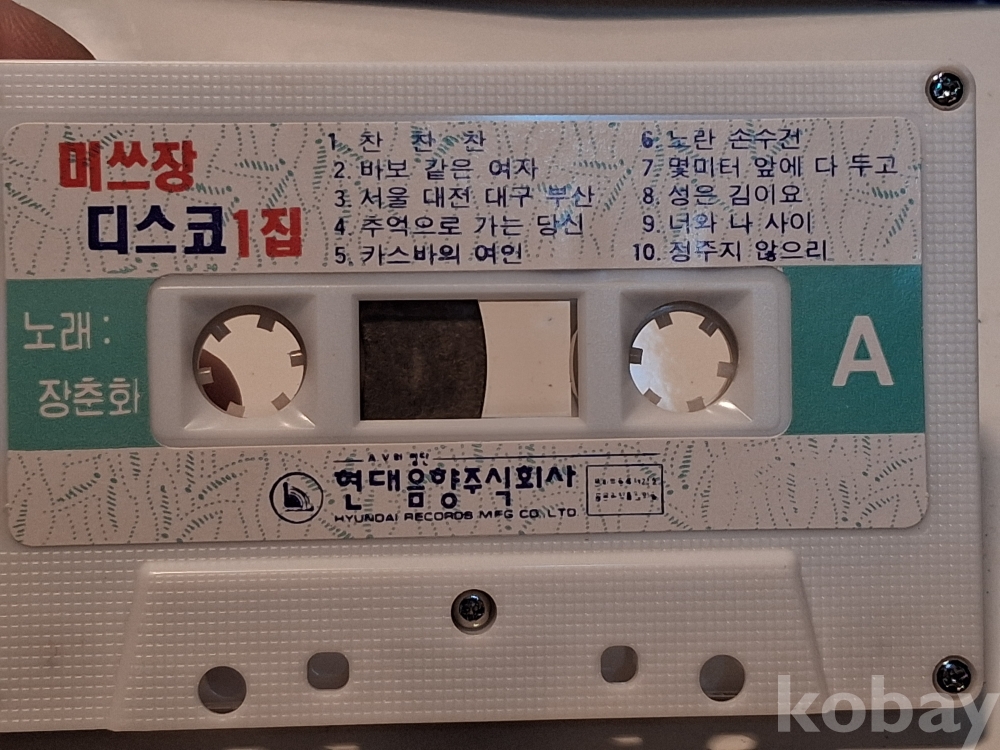 미쓰장
디스코 1집
1. 찬 찬 찬
2. 바보 같은 여자
3. 서울 대전 대구 부산
4. 추억으로 가는 당신
5. 카스바의 여인
6. 노란 손수건
7. 몇미터 앞에 다 두고
8. 성은 김이요
9. 너와 나 사이
10. 정주지 않으리
노래 :
장춘화
A
현대음향주식회사
HYUNDAI RECORDS MFG CO. LTD
kobay